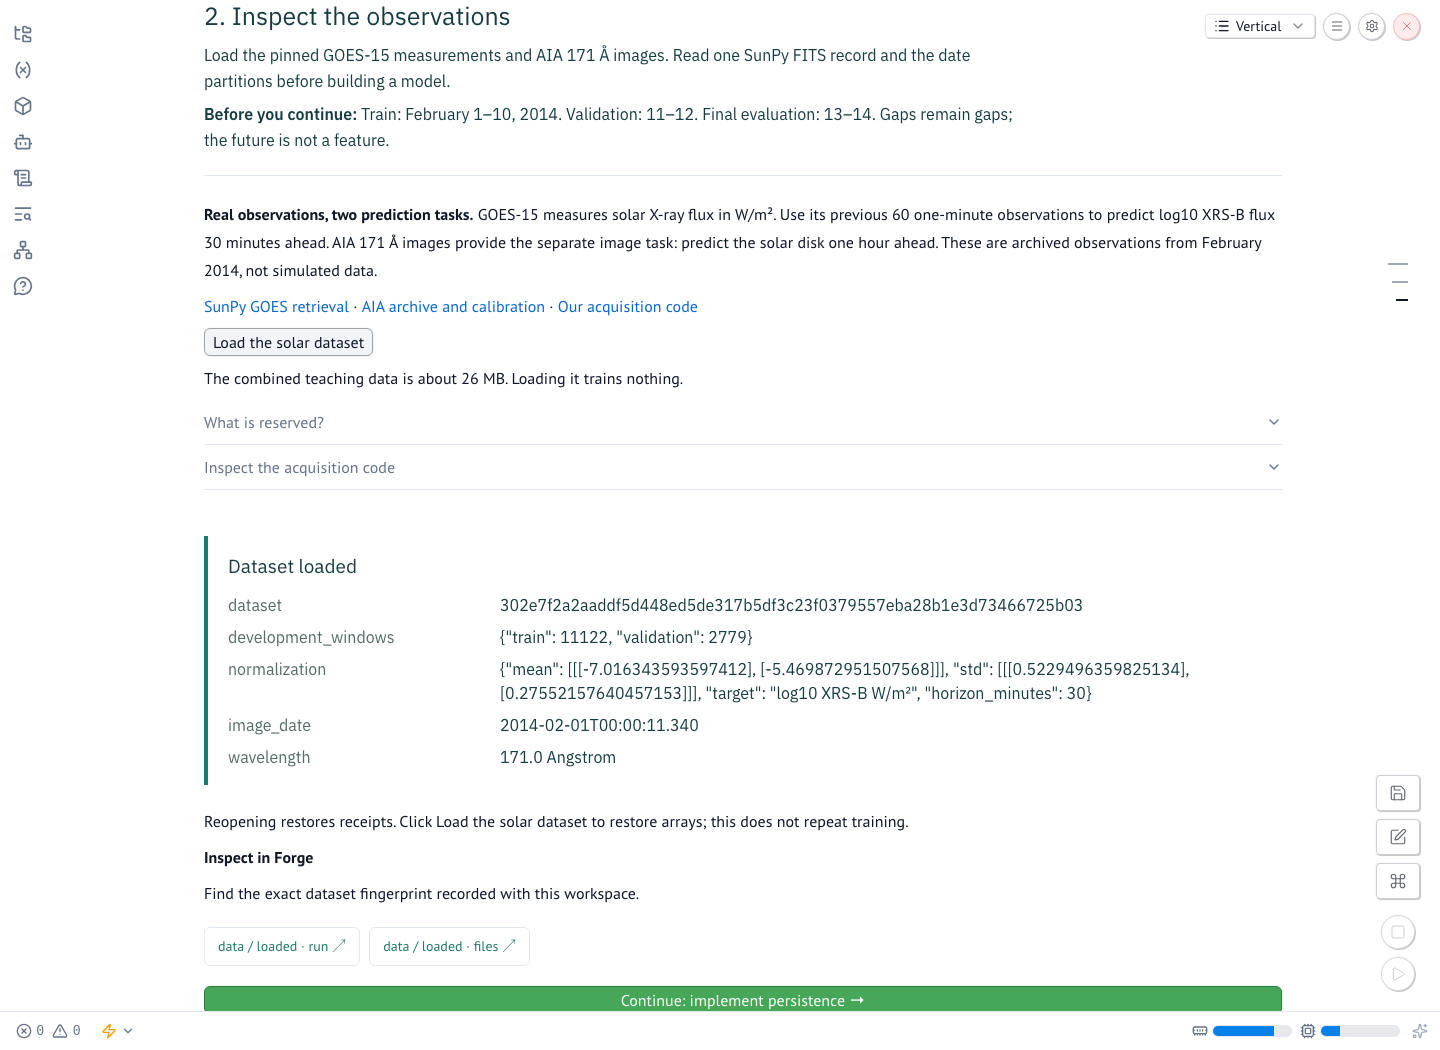 2. Inspect the observations
Vertical
Load the pinned GOES-15 measurements and AIA 171 Å images. Read one SunPy FITS record and the date
partitions before building a model.
Before you continue: Train: February 1–10, 2014. Validation: 11–12. Final evaluation: 13–14. Gaps remain gaps;
the future is not a feature.
Real observations, two prediction tasks. GOES-15 measures solar X-ray flux in W/m². Use its previous 60 one-minute observations to predict log10 XRS-B flux
30 minutes ahead. AIA 171 Å images provide the separate image task: predict the solar disk one hour ahead. These are archived observations from February
2014, not simulated data.
SunPy GOES retrieval · AIA archive and calibration · Our acquisition code
Load the solar dataset
The combined teaching data is about 26 MB. Loading it trains nothing.
What is reserved?
Inspect the acquisition code
Dataset loaded
dataset 302e7f2a2aaddf5d448ed5de317b5df3c23f0379557eba28b1e3d73466725b03
development_windows {"train": 11122, "validation": 2779}
normalization {"mean": [[[-7.016343593597412], [-5.469872951507568]]], "std": [[[0.5229496359825134],
[0.27552157640457153]]], "target": "log10 XRS-B W/m²", "horizon_minutes": 30}
image_date 2014-02-01T00:00:11.340
wavelength 171.0 Angstrom
Reopening restores receipts. Click Load the solar dataset to restore arrays; this does not repeat training.
Inspect in Forge
Find the exact dataset fingerprint recorded with this workspace.
data / loaded · run ↗ data / loaded · files ↗
Continue: implement persistence →
0 0